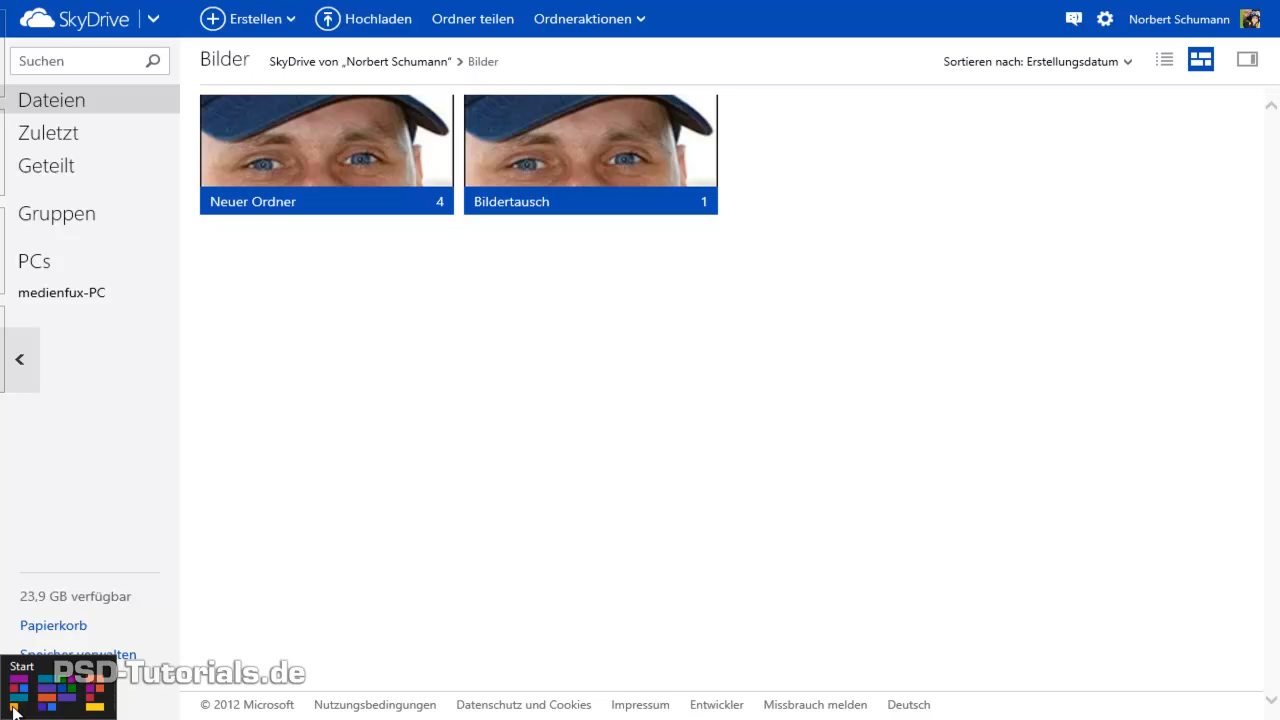 SkyDrive
Erstellen
Hochladen
Ordner teilen
Ordneraktionen
Norbert Schumann
Suchen
Bilder
SkyDrive von „Norbert Schumann“ > Bilder
Sortieren nach: Erstellungsdatum
Dateien
Zuletzt
Geteilt
Gruppen
PCs
medienfux-PC
Neuer Ordner 4
Bildertausch 1
23,9 GB verfügbar
Papierkorb
Speicher verwalten
Start
PSD-Tutorials.de
© 2012 Microsoft
Nutzungsbedingungen
Datenschutz und Cookies
Impressum
Entwickler
Missbrauch melden
Deutsch